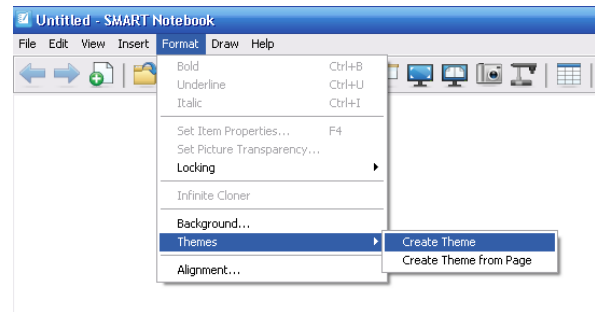 Untitled - SMART Notebook
File Edit View Insert Format Draw Help
Bold Ctrl+B
Underline Ctrl+U
Italic Ctrl+I
Set Item Properties... F4
Set Picture Transparency...
Locking
Infinite Cloner
Background...
Themes
Create Theme
Create Theme from Page
Alignment...